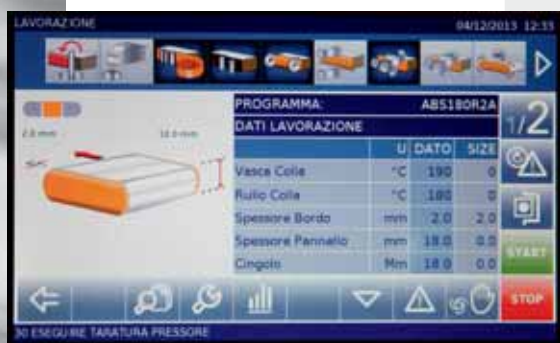 LAVORAZIONE 04/12/2013 12:33
PROGRAMMA: ABS180R2A
DATI LAVORAZIONE
1/2
U DATO SIZE
2.0 mm 18.0 mm
Vasca Colla °C 190 0
Rullo Colla °C 180 0
Spessore Bordo mm 2.0 2.0
Spessore Pannello mm 18.0 0.0
Cingolo Mm 18.0 0.0
START
STOP
30 ESEGUIRE TARATURA PRESSORE